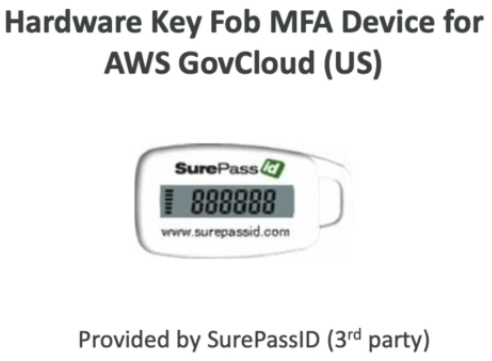 Hardware Key Fob MFA Device for
AWS GovCloud (US)
SurePassid
888888
www.surepassid.com
Provided by SurePassID (3rd party)